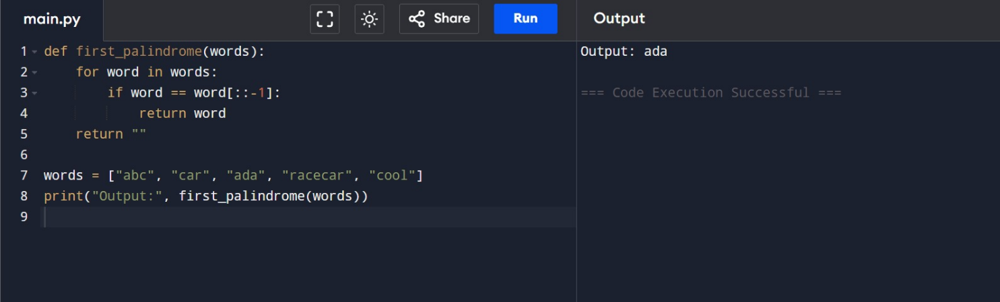 main.py Share Run Output
1 def first_palindrome(words):
2     for word in words:
3         if word == word[::-1]:
4             return word
5     return ""
6
7 words = ["abc", "car", "ada", "racecar", "cool"]
8 print("Output:", first_palindrome(words))
9
Output: ada
=== Code Execution Successful ===